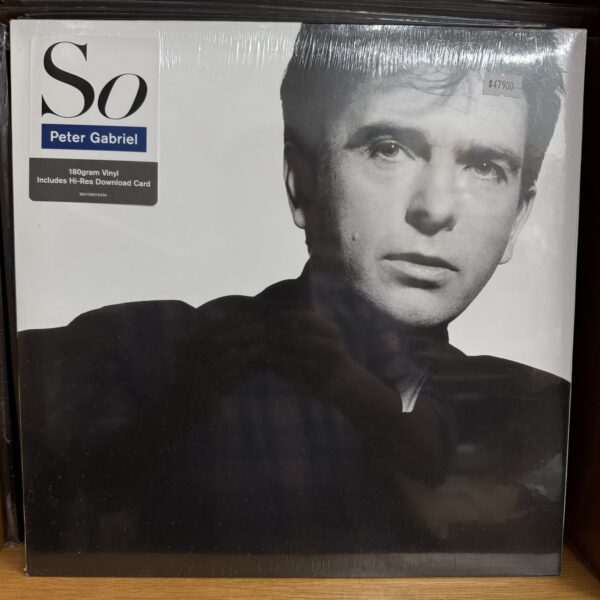 So
Peter Gabriel
180gram Vinyl
Includes Hi-Res Download Card
$47900